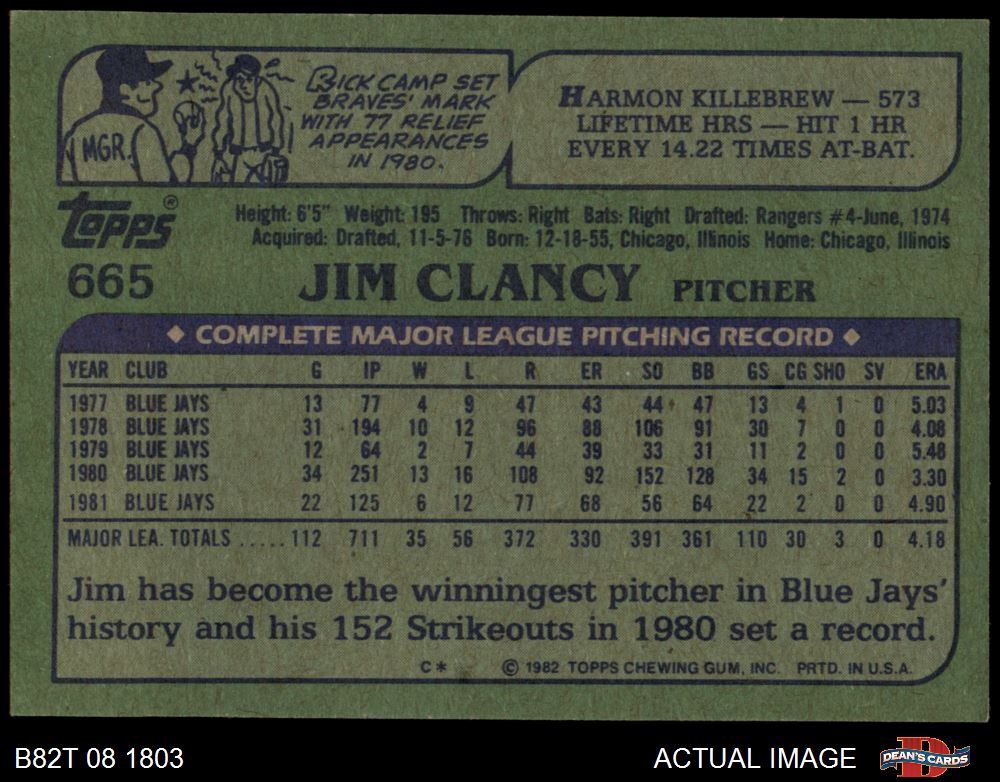 MGR.
RICK CAMP SET
BRAVES' MARK
WITH 77 RELIEF
APPEARANCES
IN 1980.
HARMON KILLEBREW — 573
LIFETIME HRS — HIT 1 HR
EVERY 14.22 TIMES AT-BAT.
TOPPS®
Height: 6'5" Weight: 195 Throws: Right Bats: Right Drafted: Rangers #4-June, 1974
Acquired: Drafted, 11-5-76 Born: 12-18-55, Chicago, Illinois Home: Chicago, Illinois
665 JIM CLANCY PITCHER
◆ COMPLETE MAJOR LEAGUE PITCHING RECORD ◆
YEAR CLUB G IP W L R ER SO BB GS CG SHO SV ERA
1977 BLUE JAYS 13 77 4 9 47 43 44 47 13 4 1 0 5.03
1978 BLUE JAYS 31 194 10 12 96 88 106 91 30 7 0 0 4.08
1979 BLUE JAYS 12 64 2 7 44 39 33 31 11 2 0 0 5.48
1980 BLUE JAYS 34 251 13 16 108 92 152 128 34 15 2 0 3.30
1981 BLUE JAYS 22 125 6 12 77 68 56 64 22 2 0 0 4.90
MAJOR LEA. TOTALS ..... 112 711 35 56 372 330 391 361 110 30 3 0 4.18
Jim has become the winningest pitcher in Blue Jays'
history and his 152 Strikeouts in 1980 set a record.
C* © 1982 TOPPS CHEWING GUM, INC. PRTD. IN U.S.A.
B82T 08 1803 ACTUAL IMAGE D DEAN'S CARDS